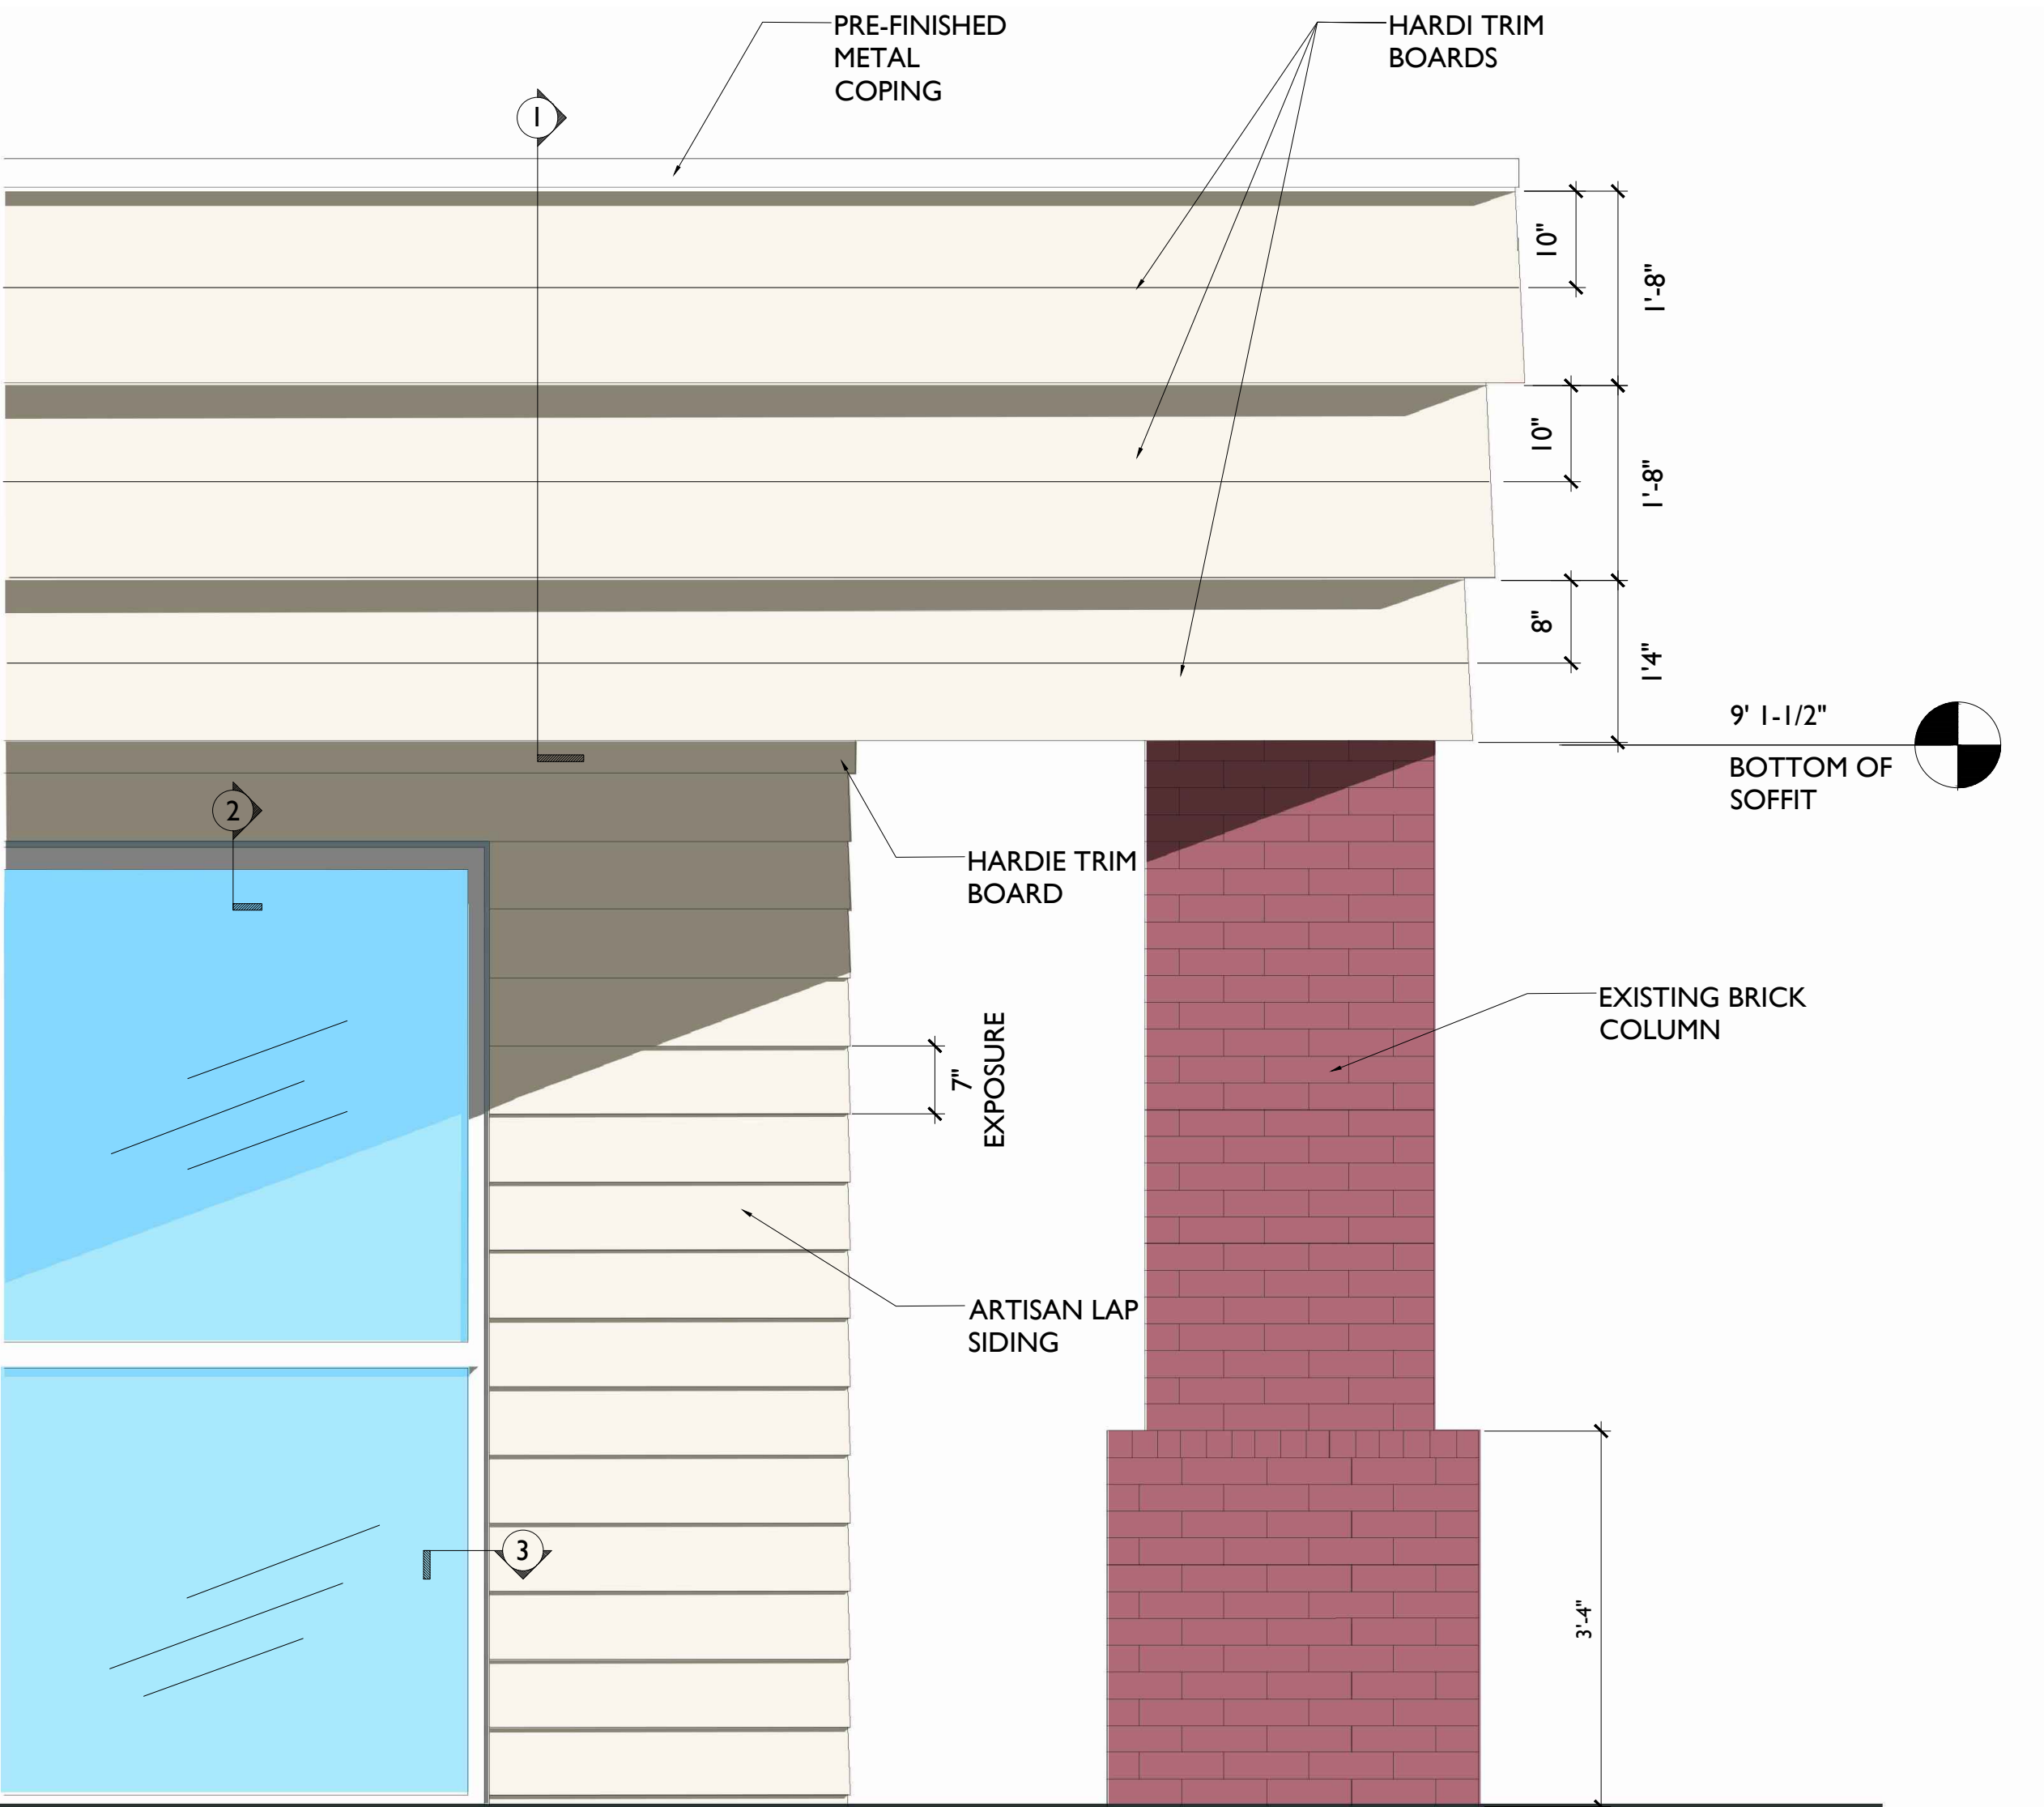 PRE-FINISHED
METAL
COPING
HARDI TRIM
BOARDS
1
10"
1'-8"
10"
1'-8"
8"
1'4"
9' 1-1/2"
BOTTOM OF
SOFFIT
2
HARDIE TRIM
BOARD
EXISTING BRICK
COLUMN
7"
EXPOSURE
ARTISAN LAP
SIDING
3
3'-4"